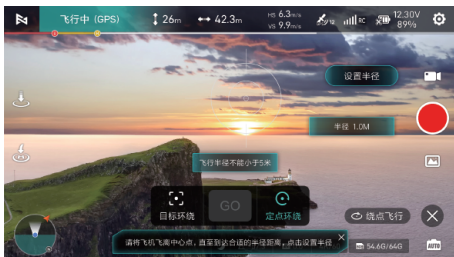 飞行中 (GPS)
26m
42.3m
HS 6.3m/s
VS 9.9m/s
12
RC
12.30V
89%
设置半径
半径 1.0M
飞行半径不能小于5米
目标环绕
GO
定点环绕
绕点飞行
请将飞机飞离中心点，直至到达合适的半径距离，点击设置半径
54.6G/64G
AUTO